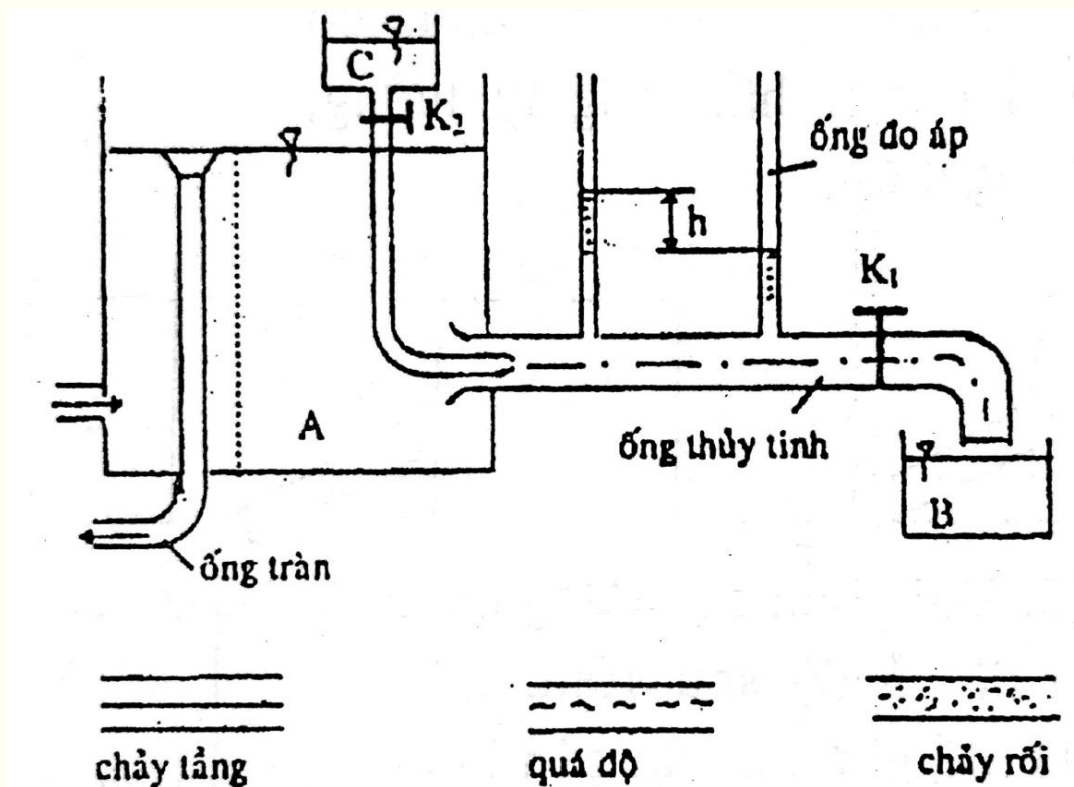 C
K₂
ống đo áp
h
K₁
A
ống thủy tinh
B
ống tràn
chảy tầng
quá độ
chảy rối